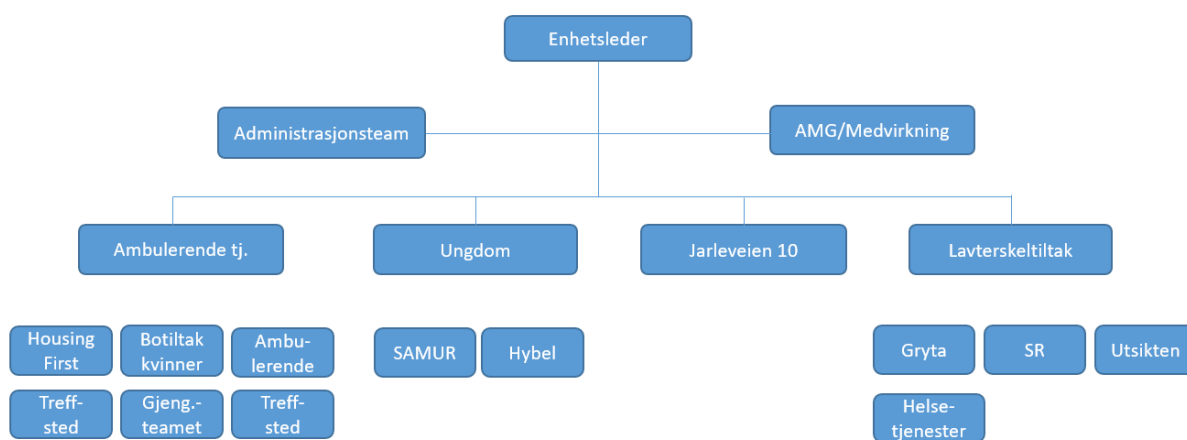 Enhetsleder
Administrasjonsteam
AMG/Medvirkning
Ambulerende tj.
Ungdom
Jarleveien 10
Lavterskeltiltak
Housing
First
Botiltak
kvinner
Ambu-
lerende
SAMUR
Hybel
Gryta
SR
Utsikten
Treff-
sted
Gjeng.-
teamet
Treff-
sted
Helse-
tjenester